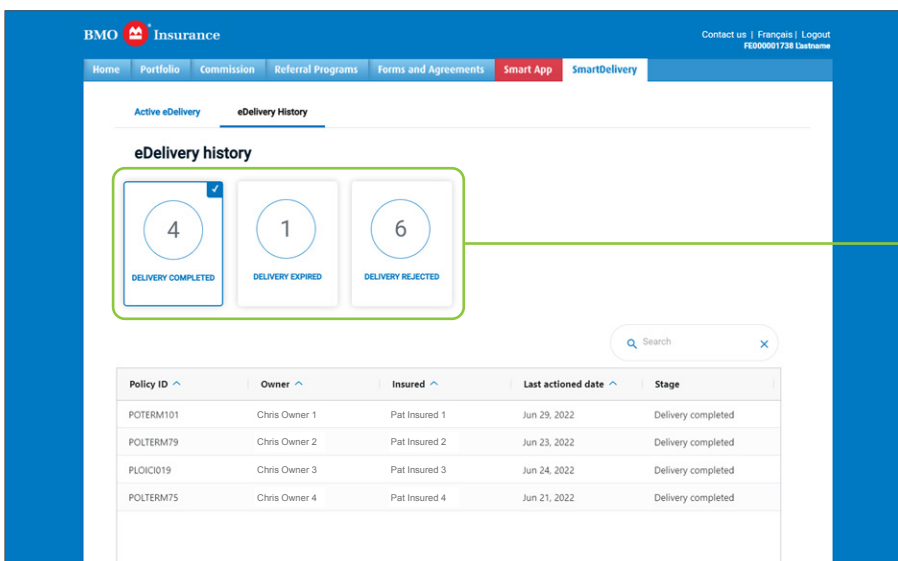 BMO Insurance
Contact us | Français | Logout
FE000001738 Lastname
Home Portfolio Commission Referral Programs Forms and Agreements Smart App SmartDelivery
Active eDelivery eDelivery History
eDelivery history
4 1 6
DELIVERY COMPLETED DELIVERY EXPIRED DELIVERY REJECTED
Search
Policy ID Owner Insured Last actioned date Stage
POTERM101 Chris Owner 1 Pat Insured 1 Jun 29, 2022 Delivery completed
POLTERM79 Chris Owner 2 Pat Insured 2 Jun 23, 2022 Delivery completed
PLOICI019 Chris Owner 3 Pat Insured 3 Jun 24, 2022 Delivery completed
POLTERM75 Chris Owner 4 Pat Insured 4 Jun 21, 2022 Delivery completed